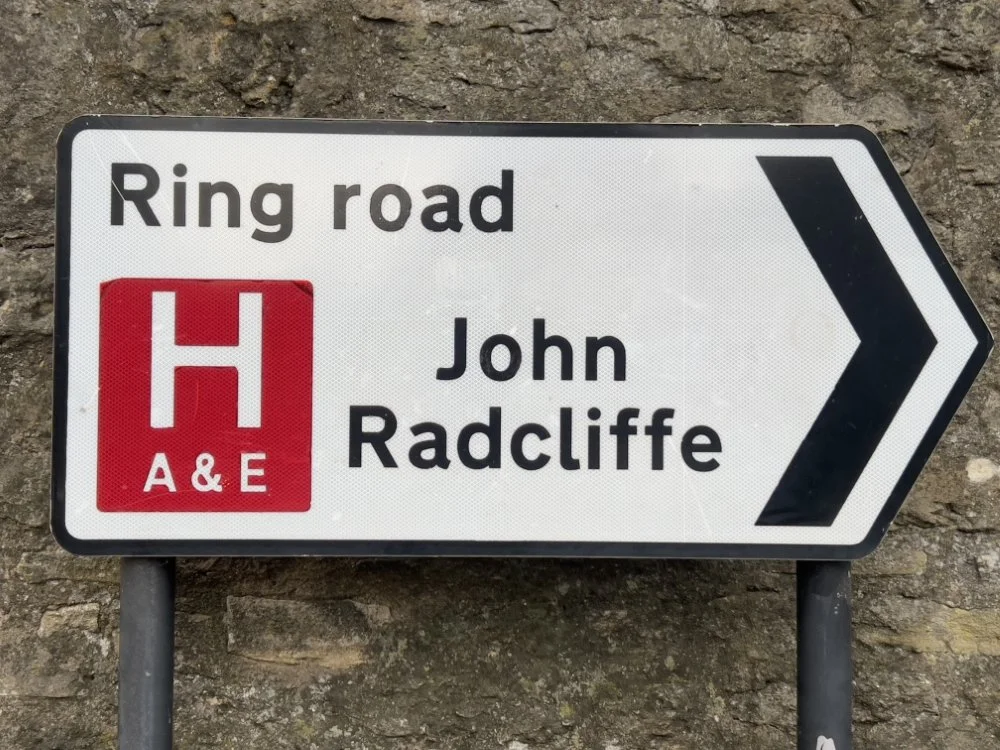 Ring road
H
A & E
John
Radcliffe